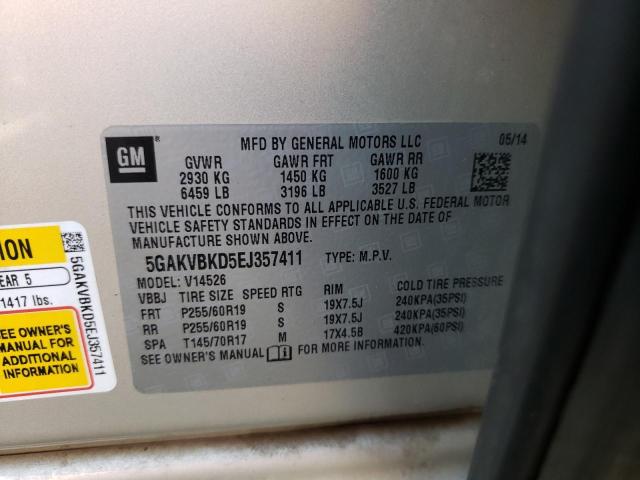 GM
MFD BY GENERAL MOTORS LLC 05/14
GVWR GAWR FRT GAWR RR
2930 KG 1450 KG 1600 KG
6459 LB 3196 LB 3527 LB
THIS VEHICLE CONFORMS TO ALL APPLICABLE U.S. FEDERAL MOTOR
VEHICLE SAFETY STANDARDS IN EFFECT ON THE DATE OF
MANUFACTURE SHOWN ABOVE.
5GAKVBKD5EJ357411 TYPE: M.P.V.
MODEL: V14526
VBBJ TIRE SIZE SPEED RTG RIM COLD TIRE PRESSURE
FRT P255/60R19 S 19X7.5J 240KPA(35PSI)
RR P255/60R19 S 19X7.5J 240KPA(35PSI)
SPA T145/70R17 M 17X4.5B 420KPA(60PSI)
SEE OWNER'S MANUAL FOR MORE INFORMATION.
ION
EAR 5
1417 lbs.
SEE OWNER'S
MANUAL FOR
ADDITIONAL
INFORMATION
5GAKVBKD5EJ357411